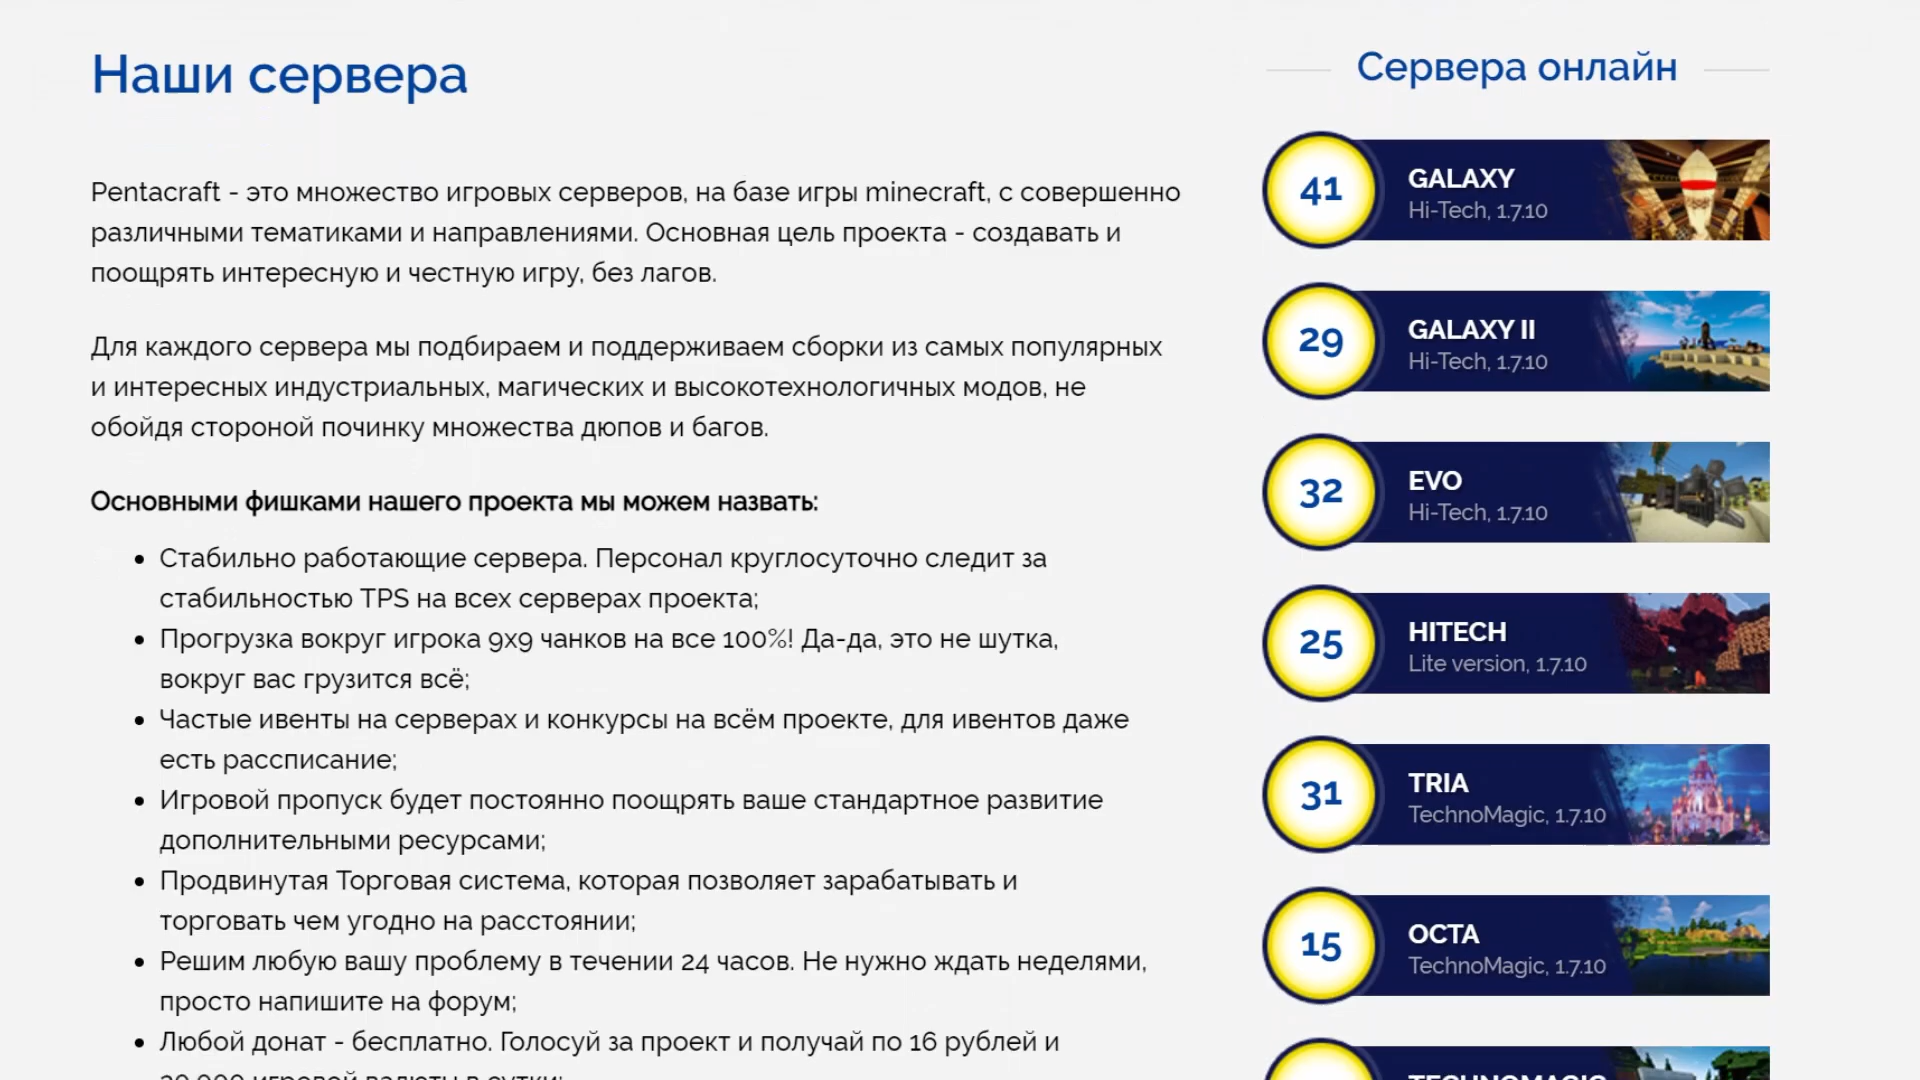 Наши сервера
Pentacraft - это множество игровых серверов, на базе игры minecraft, с совершенно
различными тематиками и направлениями. Основная цель проекта - создавать и
поощрять интересную и честную игру, без лагов.
Для каждого сервера мы подбираем и поддерживаем сборки из самых популярных
и интересных индустриальных, магических и высокотехнологичных модов, не
обойдя стороной починку множества дюпов и багов.
Основными фишками нашего проекта мы можем назвать:
• Стабильно работающие сервера. Персонал круглосуточно следит за
стабильностью TPS на всех серверах проекта;
• Прогрузка вокруг игрока 9х9 чанков на все 100%! Да-да, это не шутка,
вокруг вас грузится всё;
• Частые ивенты на серверах и конкурсы на всём проекте, для ивентов даже
есть рассписание;
• Игровой пропуск будет постоянно поощрять ваше стандартное развитие
дополнительными ресурсами;
• Продвинутая Торговая система, которая позволяет зарабатывать и
торговать чем угодно на расстоянии;
• Решим любую вашу проблему в течении 24 часов. Не нужно ждать неделями,
просто напишите на форум;
• Любой донат - бесплатно. Голосуй за проект и получай по 16 рублей и
20 000 игровой валюты в сутки;
Сервера онлайн
41
GALAXY
Hi-Tech, 1.7.10
29
GALAXY II
Hi-Tech, 1.7.10
32
EVO
Hi-Tech, 1.7.10
25
HITECH
Lite version, 1.7.10
31
TRIA
TechnoMagic, 1.7.10
15
OCTA
TechnoMagic, 1.7.10
TECHNOMAGIC